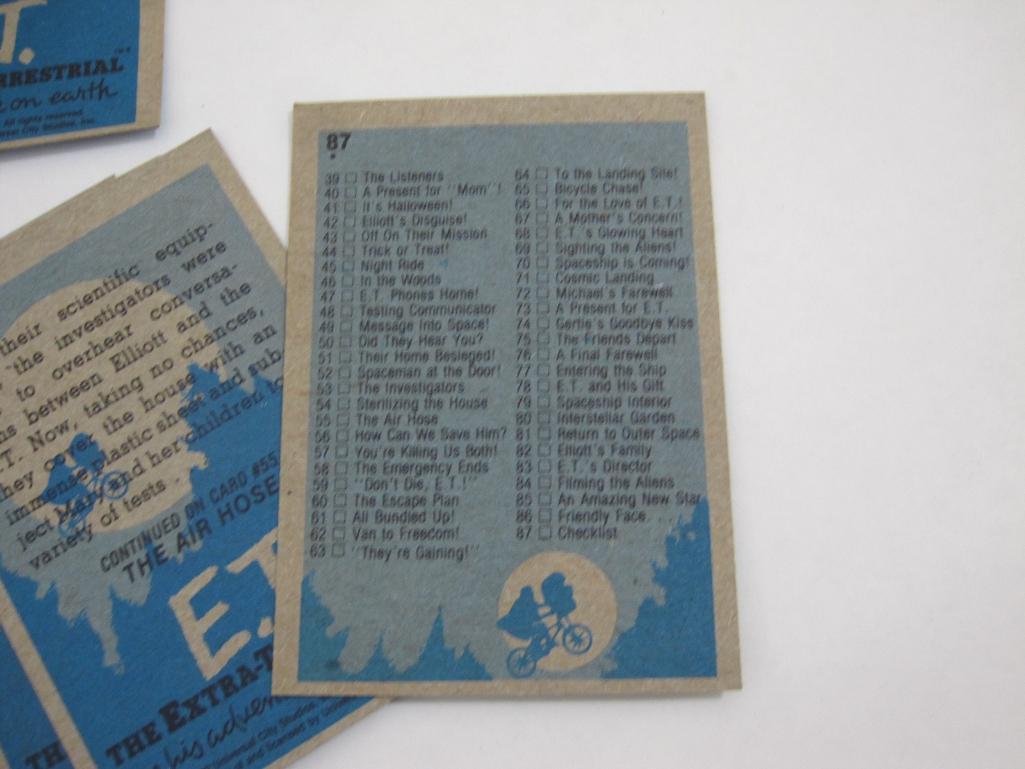 T.
RRESTRIAL
e on earth
All rights reserved
City Studios, Inc.
their scientific equip-
the investigators were
to overhear conversa-
ns between Elliott and the
.T. Now, taking no chances,
they cover the house with an
immense plastic sheet and sub-
ject Mary and her children to
variety of tests.
CONTINUED ON CARD #55
THE AIR HOSE
E.T.
THE EXTRA-T
his adven
Universal City Studios,
and licensed by
TH
87
39 The Listeners
40 A Present for "Mom"!
41 It's Halloween!
42 Elliott's Disguise!
43 Off On Their Mission
44 Trick or Treat!
45 Night Ride
46 In the Woods
47 E.T. Phones Home!
48 Testing Communicator
49 Message Into Space!
50 Did They Hear You?
51 Their Home Besieged!
52 Spaceman at the Door!
53 The Investigators
54 Sterilizing the House
55 The Air Hose
56 How Can We Save Him?
57 You're Killing Us Both!
58 The Emergency Ends
59 "Don't Die, E.T.!"
60 The Escape Plan
61 All Bundled Up!
62 Van to Freedom!
63 "They're Gaining!"
64 To the Landing Site!
65 Bicycle Chase!
66 For the Love of E.T.!
67 A Mother's Concern!
68 E.T.'s Glowing Heart
69 Sighting the Aliens!
70 Spaceship is Coming!
71 Cosmic Landing
72 Michael's Farewell
73 A Present for E.T.
74 Gertie's Goodbye Kiss
75 The Friends Depart
76 A Final Farewell
77 Entering the Ship
78 E.T. and His Gift
79 Spaceship Interior
80 Interstellar Garden
81 Return to Outer Space
82 Elliott's Family
83 E.T.'s Director
84 Filming the Aliens
85 An Amazing New Star
86 Friendly Face. . . .
87 Checklist